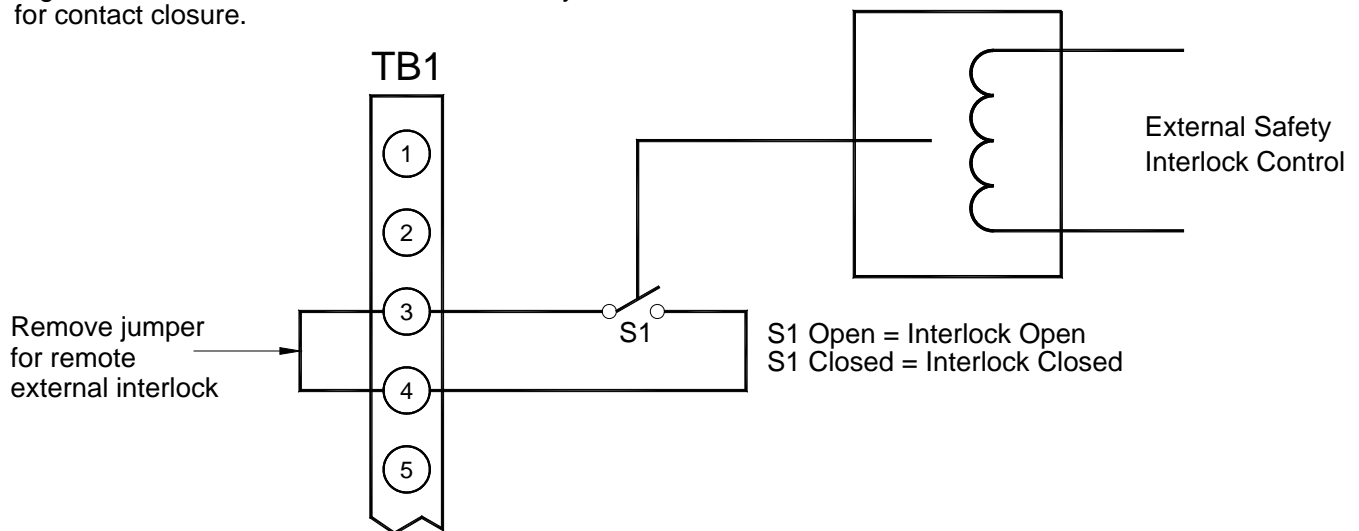 for contact closure.
TB1
1
2
3
4
5
External Safety
Interlock Control
Remove jumper
for remote
external interlock
S1
S1 Open = Interlock Open
S1 Closed = Interlock Closed